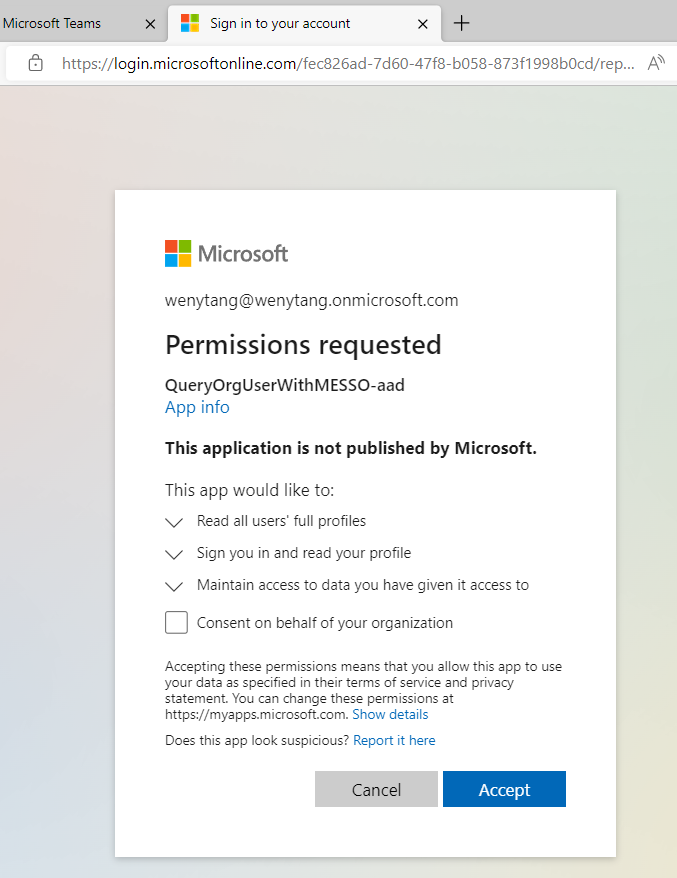 Microsoft Teams
Sign in to your account
https://login.microsoftonline.com/fec826ad-7d60-47f8-b058-873f1998b0cd/rep...
A
Microsoft
wenytang@wenytang.onmicrosoft.com
Permissions requested
QueryOrgUserWithMESSO-aad
App info
This application is not published by Microsoft.
This app would like to:
Read all users' full profiles
Sign you in and read your profile
Maintain access to data you have given it access to
Consent on behalf of your organization
Accepting these permissions means that you allow this app to use
your data as specified in their terms of service and privacy
statement. You can change these permissions at
https://myapps.microsoft.com. Show details
Does this app look suspicious? Report it here
Cancel
Accept